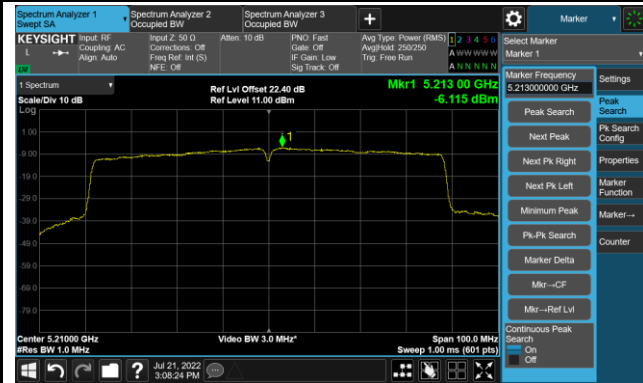 Spectrum Analyzer 1
Swept SA
Spectrum Analyzer 2
Occupied BW
Spectrum Analyzer 3
Occupied BW
Marker
KEYSIGHT
L
Input: RF
Coupling: AC
Align: Auto
Input Z: 50 Ω
Corrections: Off
Freq Ref: Int (S)
NFE: Off
Atten: 10 dB
PNO: Fast
Gate: Off
IF Gain: Low
Sig Track: Off
Avg Type: Power (RMS)
Avg|Hold: 250/250
Trig: Free Run
1 2 3 4 5 6
A W W W W W
A N N N N N
Select Marker
Marker 1
1 Spectrum
Scale/Div 10 dB
Log
Ref Lvl Offset 22.40 dB
Ref Level 11.00 dBm
Mkr1 5.213 00 GHz
-6.115 dBm
1
1.00
-9.00
-19.0
-29.0
-39.0
-49.0
-59.0
-69.0
-79.0
Center 5.21000 GHz
#Res BW 1.0 MHz
Video BW 3.0 MHz*
Span 100.0 MHz
Sweep 1.00 ms (601 pts)
Marker Frequency
5.213000000 GHz
Peak Search
Next Peak
Next Pk Right
Next Pk Left
Minimum Peak
Pk-Pk Search
Marker Delta
Mkr→CF
Mkr→Ref Lvl
Continuous Peak
Search
On
Off
Settings
Peak
Search
Pk Search
Config
Properties
Marker
Function
Marker→
Counter
?
Jul 21, 2022
3:08:24 PM